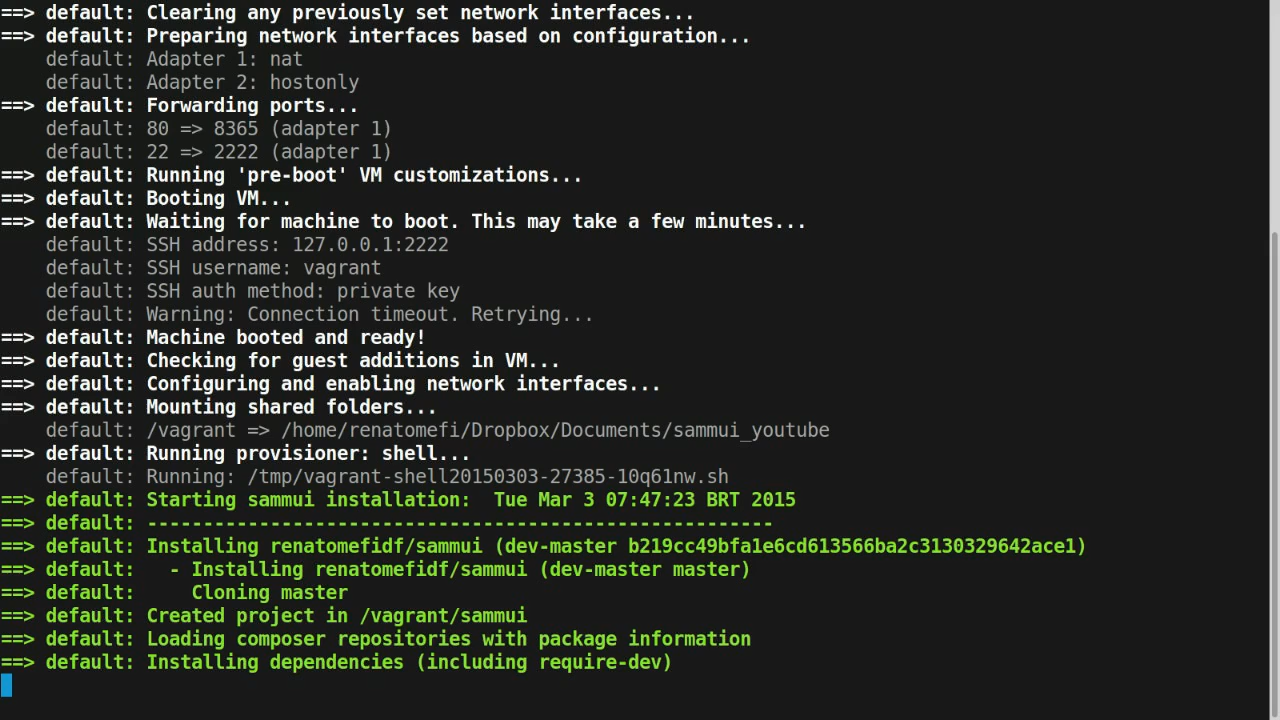 ==> default: Clearing any previously set network interfaces...
==> default: Preparing network interfaces based on configuration...
    default: Adapter 1: nat
    default: Adapter 2: hostonly
==> default: Forwarding ports...
    default: 80 => 8365 (adapter 1)
    default: 22 => 2222 (adapter 1)
==> default: Running 'pre-boot' VM customizations...
==> default: Booting VM...
==> default: Waiting for machine to boot. This may take a few minutes...
    default: SSH address: 127.0.0.1:2222
    default: SSH username: vagrant
    default: SSH auth method: private key
    default: Warning: Connection timeout. Retrying...
==> default: Machine booted and ready!
==> default: Checking for guest additions in VM...
==> default: Configuring and enabling network interfaces...
==> default: Mounting shared folders...
    default: /vagrant => /home/renatomefi/Dropbox/Documents/sammui_youtube
==> default: Running provisioner: shell...
    default: Running: /tmp/vagrant-shell20150303-27385-10q61nw.sh
==> default: Starting sammui installation:  Tue Mar 3 07:47:23 BRT 2015
==> default: --------------------------------------------------------
==> default: Installing renatomefidf/sammui (dev-master b219cc49bfa1e6cd613566ba2c3130329642ace1)
==> default:   - Installing renatomefidf/sammui (dev-master master)
==> default:     Cloning master
==> default: Created project in /vagrant/sammui
==> default: Loading composer repositories with package information
==> default: Installing dependencies (including require-dev)